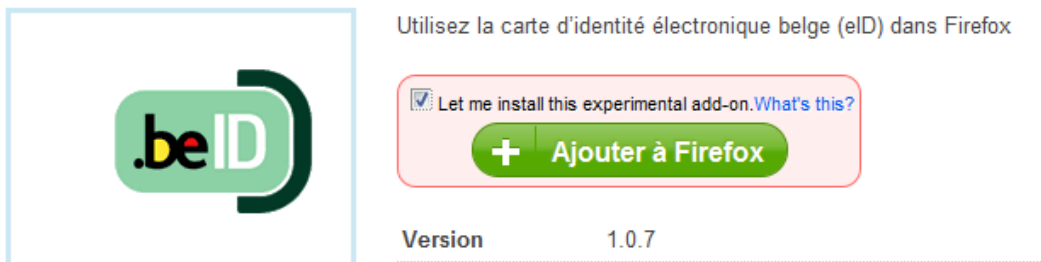 .beID
Utilisez la carte d'identité électronique belge (eID) dans Firefox
Let me install this experimental add-on.What's this?
Ajouter à Firefox
Version 1.0.7